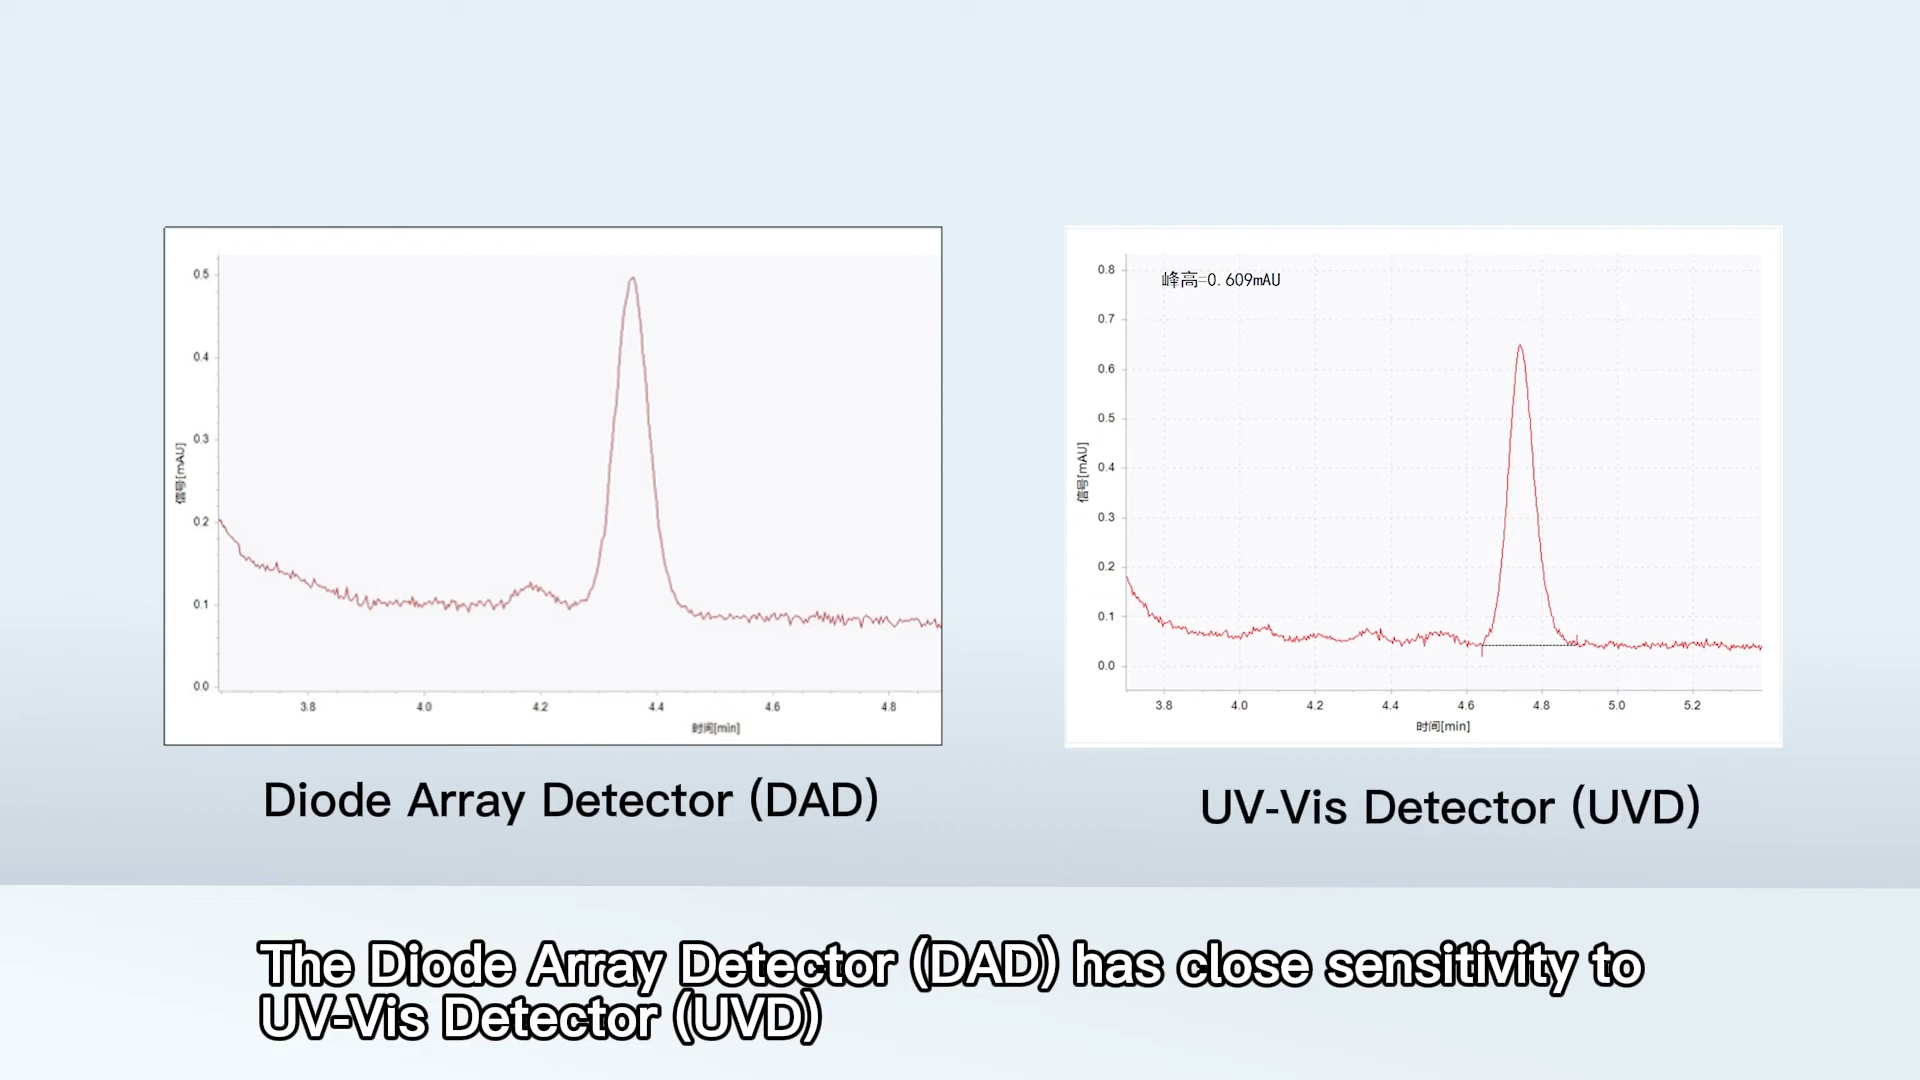 0.5
0.4
0.3
0.2
0.1
0.0
信号[mAU]
3.8 4.0 4.2 4.4 4.6 4.8
时间[min]
Diode Array Detector (DAD)
峰高=0.609mAU
0.8
0.7
0.6
0.5
0.4
0.3
0.2
0.1
0.0
信号[mAU]
3.8 4.0 4.2 4.4 4.6 4.8 5.0 5.2
时间[min]
UV-Vis Detector (UVD)
The Diode Array Detector (DAD) has close sensitivity to
UV-Vis Detector (UVD)